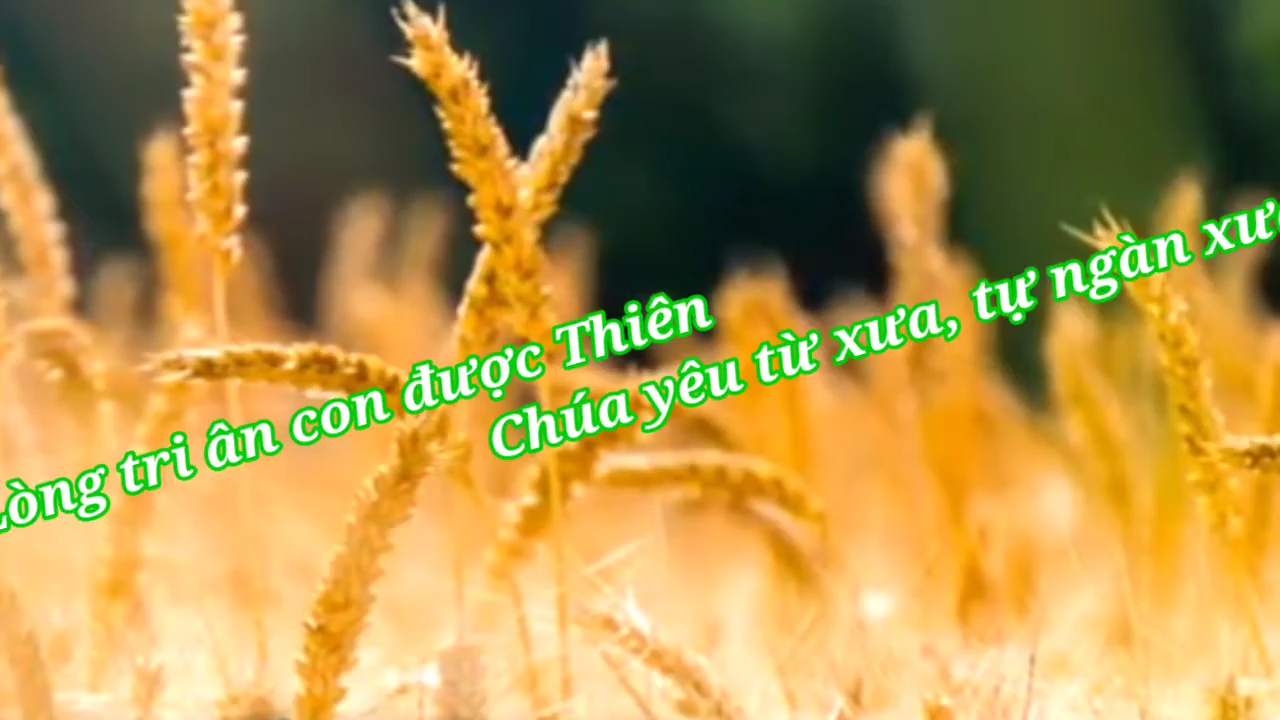 Lòng tri ân con được Thiên
Chúa yêu từ xưa, tự ngàn xư